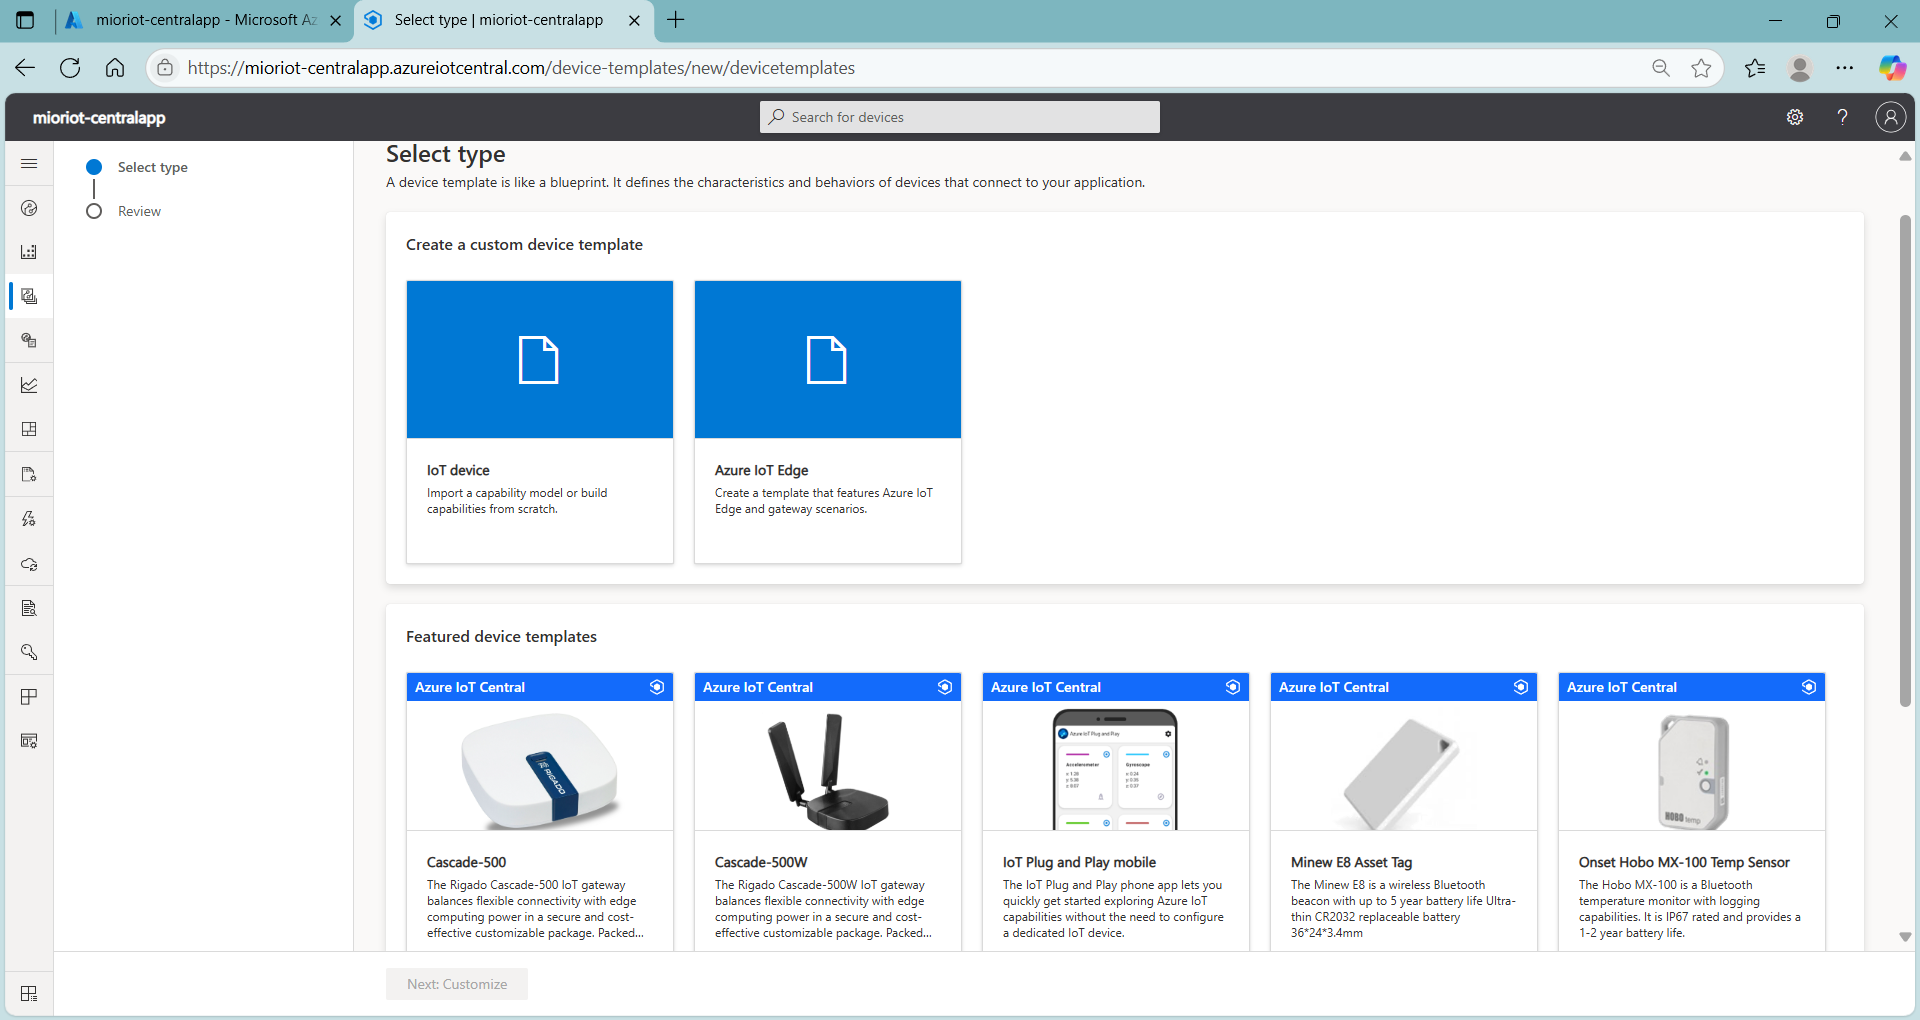 mioriot-centralapp - Microsoft Az
Select type | mioriot-centralapp
https://mioriot-centralapp.azureiotcentral.com/device-templates/new/devicetemplates
mioriot-centralapp
Search for devices
Select type
Review
Select type
A device template is like a blueprint. It defines the characteristics and behaviors of devices that connect to your application.
Create a custom device template
IoT device
Import a capability model or build
capabilities from scratch.
Azure IoT Edge
Create a template that features Azure IoT
Edge and gateway scenarios.
Featured device templates
Azure IoT Central
RIGADO
Cascade-500
The Rigado Cascade-500 IoT gateway
balances flexible connectivity with edge
computing power in a secure and cost-
effective customizable package. Packed...
Azure IoT Central
Cascade-500W
The Rigado Cascade-500W IoT gateway
balances flexible connectivity with edge
computing power in a secure and cost-
effective customizable package. Packed...
Azure IoT Central
Azure IoT Plug and Play
Accelerometer
Gyroscope
IoT Plug and Play mobile
The IoT Plug and Play phone app lets you
quickly get started exploring Azure IoT
capabilities without the need to configure
a dedicated IoT device.
Azure IoT Central
Minew E8 Asset Tag
The Minew E8 is a wireless Bluetooth
beacon with up to 5 year battery life Ultra-
thin CR2032 replaceable battery
36*24*3.4mm
Azure IoT Central
HOBO temp
Onset Hobo MX-100 Temp Sensor
The Hobo MX-100 is a Bluetooth
temperature monitor with logging
capabilities. It is IP67 rated and provides a
1-2 year battery life.
Next: Customize